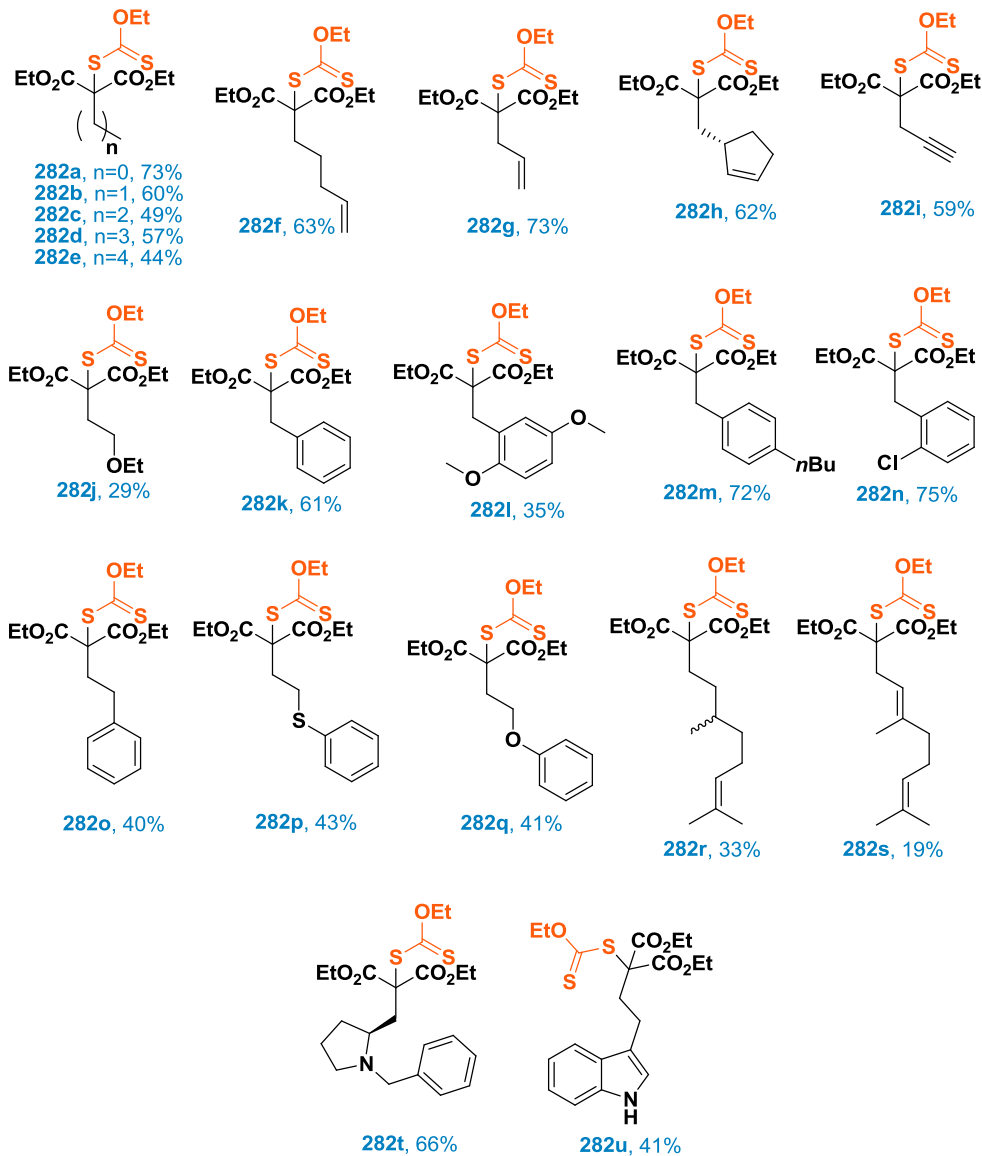 OEt
S
S
EtO₂C
CO₂Et
n
282a, n=0, 73%
282b, n=1, 60%
282c, n=2, 49%
282d, n=3, 57%
282e, n=4, 44%
OEt
S
S
EtO₂C
CO₂Et
282f, 63%
OEt
S
S
EtO₂C
CO₂Et
282g, 73%
OEt
S
S
EtO₂C
CO₂Et
282h, 62%
OEt
S
S
EtO₂C
CO₂Et
282i, 59%
OEt
S
S
EtO₂C
CO₂Et
OEt
282j, 29%
OEt
S
S
EtO₂C
CO₂Et
282k, 61%
OEt
S
S
EtO₂C
CO₂Et
O
O
282l, 35%
OEt
S
S
EtO₂C
CO₂Et
nBu
282m, 72%
OEt
S
S
EtO₂C
CO₂Et
Cl
282n, 75%
OEt
S
S
EtO₂C
CO₂Et
282o, 40%
OEt
S
S
EtO₂C
CO₂Et
S
282p, 43%
OEt
S
S
EtO₂C
CO₂Et
O
282q, 41%
OEt
S
S
EtO₂C
CO₂Et
282r, 33%
OEt
S
S
EtO₂C
CO₂Et
282s, 19%
OEt
S
S
EtO₂C
CO₂Et
N
282t, 66%
EtO
S
S
CO₂Et
CO₂Et
N
H
282u, 41%